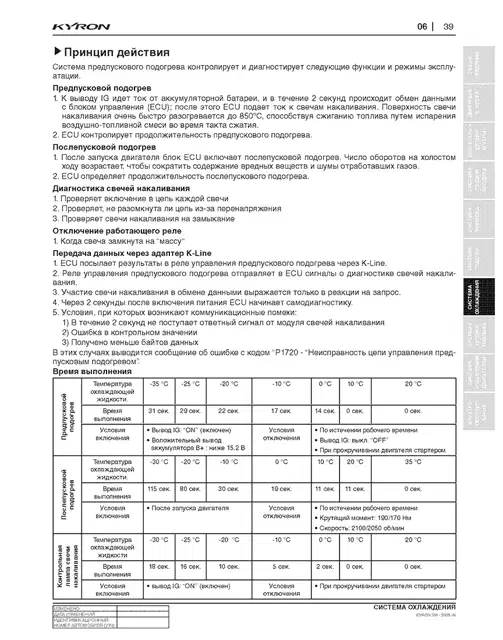 KYRON
06 | 39
Принцип действия
Система предпускового подогрева контролирует и диагностирует следующие функции и режимы эксплу-
атации.
Предпусковой подогрев
1. К выводу IG идет ток от аккумуляторной батареи, и в течение 2 секунд происходит обмен данными
с блоком управления (ECU); после этого ECU подает ток к свечам накаливания. Поверхность свечи
накаливания очень быстро разогревается до 850°C, способствуя сжиганию топлива путем испарения
воздушно-топливной смеси во время такта сжатия.
2. ECU контролирует продолжительность предпускового подогрева.
Послепусковой подогрев
1. После запуска двигателя блок ECU включает послепусковой подогрев. Число оборотов на холостом
ходу возрастает, чтобы сократить содержание вредных веществ и шумы отработавших газов.
2. ECU определяет продолжительность послепускового подогрева.
Диагностика свечей накаливания
1. Проверяет включение в цепь каждой свечи
2. Проверяет, не разомкнута ли цепь из-за перенапряжения
3. Проверяет свечи накаливания на замыкание
Отключение работающего реле
1. Когда свеча замкнута на “массу”
Передача данных через адаптер K-Line
1. ECU посылает результаты в реле управления предпускового подогрева через K-Line.
2. Реле управления предпускового подогрева отправляет в ECU сигналы о диагностике свечей накали-
вания.
3. Участие свечи накаливания в обмене данными выражается только в реакции на запрос.
4. Через 2 секунды после включения питания ECU начинает самодиагностику.
5. Условия, при которых возникают коммуникационные помехи:
1) В течение 2 секунд не поступает ответный сигнал от модуля свечей накаливания
2) Ошибка в контрольном значении
3) Получено меньше байтов данных
В этих случаях выводится сообщение об ошибке с кодом “P1720 - “Неисправность цепи управления пред-
пусковым подогревом”.
Время выполнения
Предпусковой подогрев
Температура охлаждающей жидкости. -35 °C -25 °C -20 °C -10 °C 0 °C 10 °C 20 °C
Время выполнения 31 сек. 29 сек. 22 сек. 17 сек. 14 сек. 0 сек. 0 сек.
Условия включения
• Вывод IG: “ON” (включен)
• Воложительный вывод
аккумулятора B+ : ниже 15.2 В
Условия отключения
• По истечении рабочего времени
• Вывод IG: выкл. “OFF”
• При прокручивании двигателя стартером
Послепусковой подогрев
Температура охлаждающей жидкости. -30 °C -20 °C -10 °C 0 °C 10 °C 20 °C 35 °C
Время выполнения 115 сек. 80 сек. 30 сек. 19 сек. 11 сек. 11 сек. 0 сек.
Условия включения
• После запуска двигателя
Условия отключения
• По истечении рабочего времени
• Крутящий момент: 190/170 Нм
• Скорость: 2100/2050 об/мин
Контрольная лампа свечи накаливания
Температура охлаждающей жидкости -30 °C -25 °C -20 °C -10 °C 0 °C 10 °C 20 °C
Время выполнения 18 сек. 16 сек. 10 сек. 5 сек. 2 сек. 0 сек. 0 сек.
Условия включения
• вывод IG: “ON” (включен)
Условия отключения
• При прокручивании двигателя стартером
СИСТЕМА
ОХЛАЖДЕНИЯ
ИЗМЕНЕНО
ДАТА ИЗМЕНЕНИЯ
ИДЕНТИФИКАЦИОННЫЙ
НОМЕР АВТОМОБИЛЯ (VIN)
СИСТЕМА ОХЛАЖДЕНИЯ